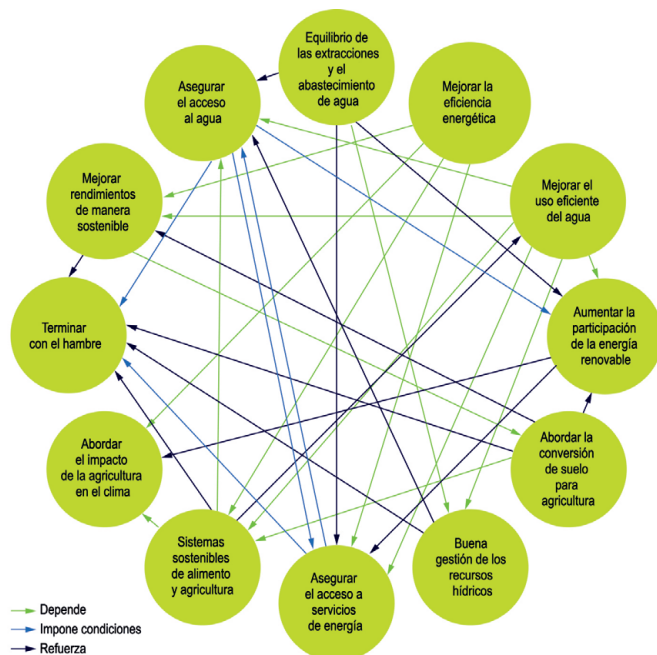 Equilibrio de
las extracciones
y el
abastecimiento
de agua
Mejorar la
eficiencia
energética
Mejorar el
uso eficiente
del agua
Aumentar la
participación
de la energía
renovable
Abordar la
conversión
de suelo
para
agricultura
Buena
gestión de los
recursos
hídricos
Asegurar
el acceso a
servicios
de energía
Sistemas
sostenibles
de alimento
y agricultura
Abordar
el impacto
de la agricultura
en el clima
Terminar
con el hambre
Mejorar
rendimientos
de manera
sostenible
Asegurar
el acceso
al agua
Depende
Impone condiciones
Refuerza